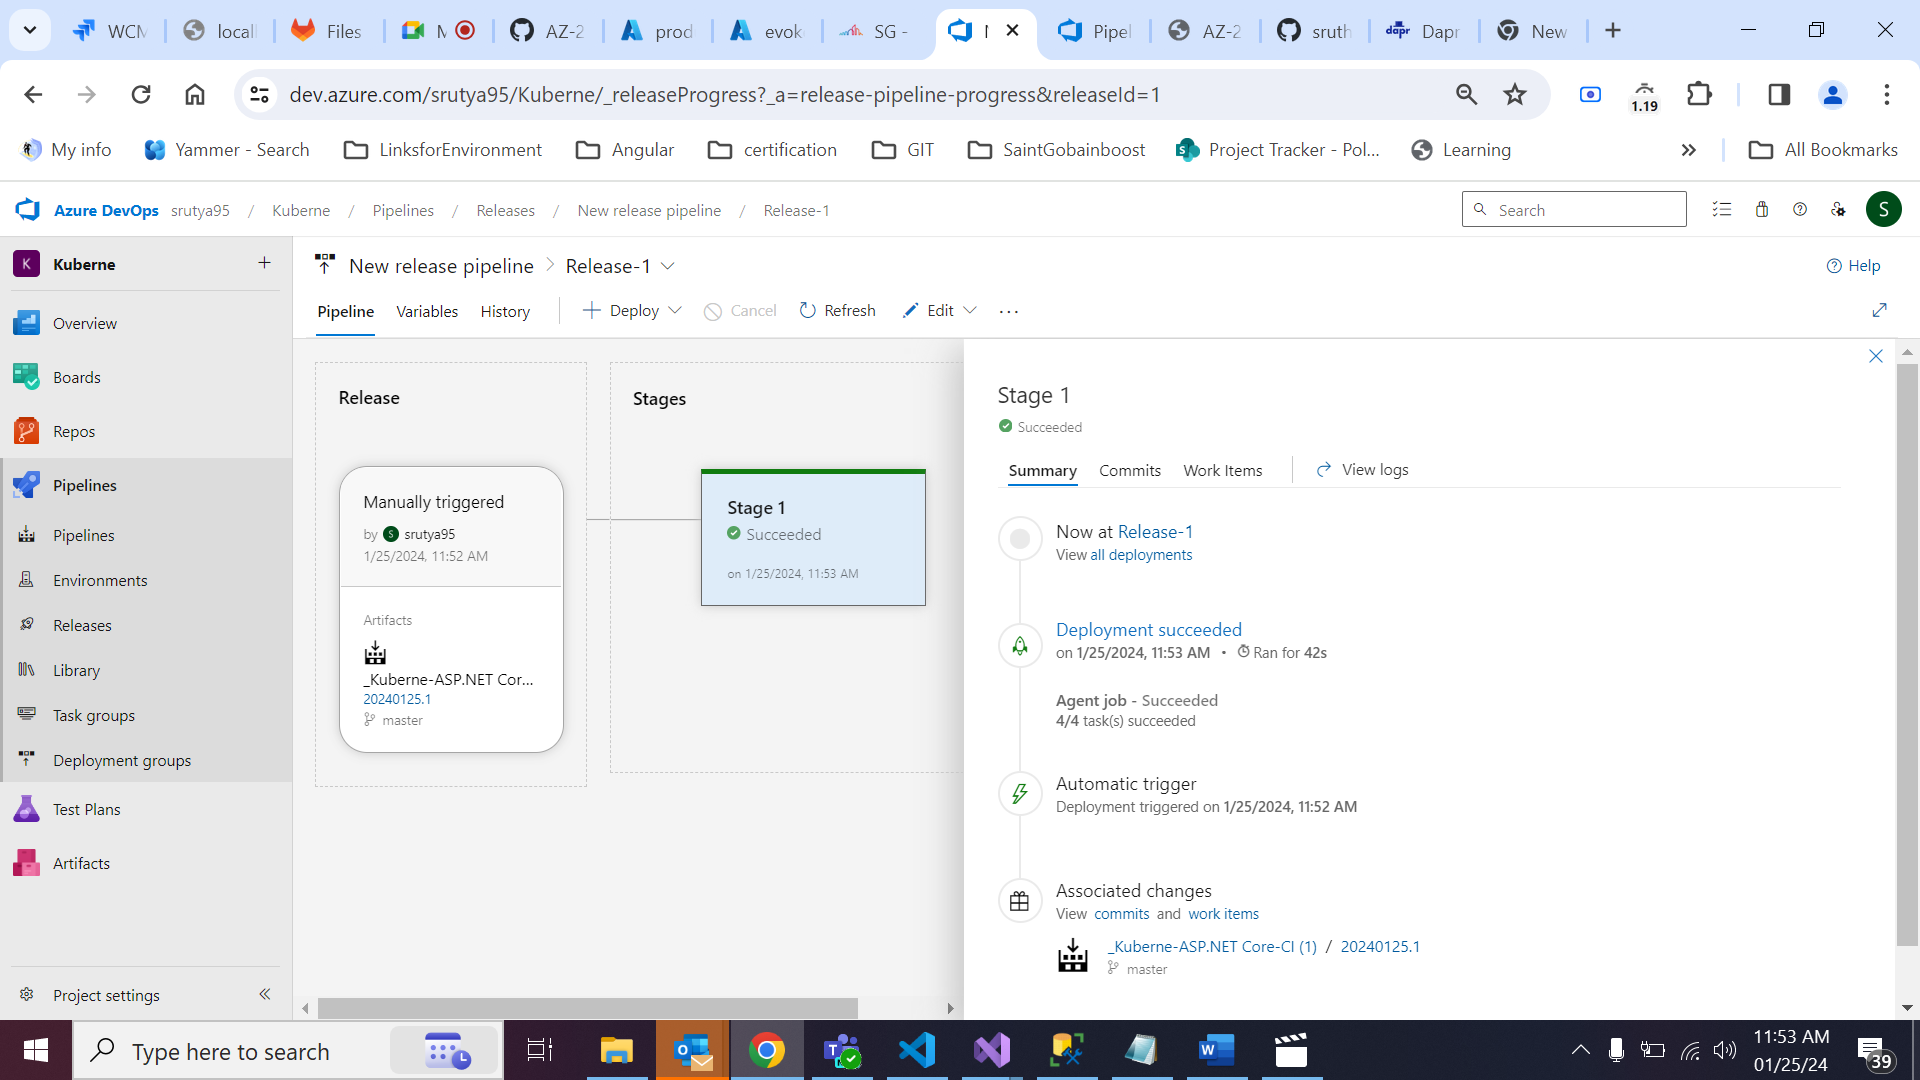 WCM
locall
Files
M
AZ-2
prod
evok
SG -
N
Pipel
AZ-2
sruth
dapr
Dapr
New
dev.azure.com/srutya95/Kuberne/_releaseProgress?_a=release-pipeline-progress&releaseId=1
1.19
My info
Yammer - Search
LinksforEnvironment
Angular
certification
GIT
SaintGobainboost
Project Tracker - Pol...
Learning
All Bookmarks
Azure DevOps srutya95 / Kuberne / Pipelines / Releases / New release pipeline / Release-1
Search
S
K Kuberne
Overview
Boards
Repos
Pipelines
Pipelines
Environments
Releases
Library
Task groups
Deployment groups
Test Plans
Artifacts
Project settings
New release pipeline > Release-1
Help
Pipeline Variables History Deploy Cancel Refresh Edit ...
Release
Manually triggered
by S srutya95
1/25/2024, 11:52 AM
Artifacts
_Kuberne-ASP.NET Cor...
20240125.1
master
Stages
Stage 1
Succeeded
on 1/25/2024, 11:53 AM
Stage 1
Succeeded
Summary Commits Work Items View logs
Now at Release-1
View all deployments
Deployment succeeded
on 1/25/2024, 11:53 AM • Ran for 42s
Agent job - Succeeded
4/4 task(s) succeeded
Automatic trigger
Deployment triggered on 1/25/2024, 11:52 AM
Associated changes
View commits and work items
_Kuberne-ASP.NET Core-CI (1) / 20240125.1
master
Type here to search
11:53 AM
01/25/24
39